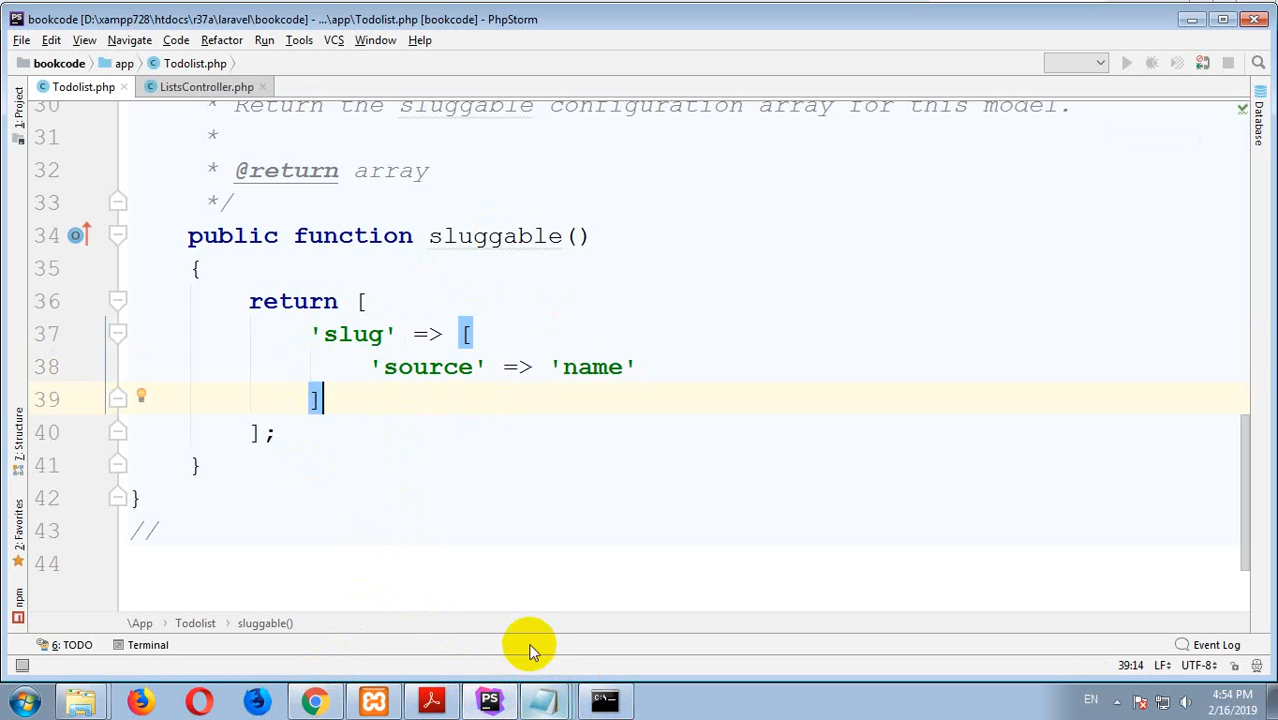 bookcode [D:\xampp728\htdocs\r37a\laravel\bookcode] - ...\app\Todolist.php [bookcode] - PhpStorm
File Edit View Navigate Code Refactor Run Tools VCS Window Help
bookcode app Todolist.php
Todolist.php ListsController.php
1: Project
7: Structure
2: Favorites
npm
Database
30 * Return the sluggable configuration array for this model.
31 *
32 * @return array
33 */
34 public function sluggable()
35 {
36 return [
37 'slug' => [
38 'source' => 'name'
39 ]
40 ];
41 }
42 }
43 //
44
\App Todolist sluggable()
6: TODO Terminal Event Log
39:14 LF UTF-8
PS
EN 4:54 PM
2/16/2019